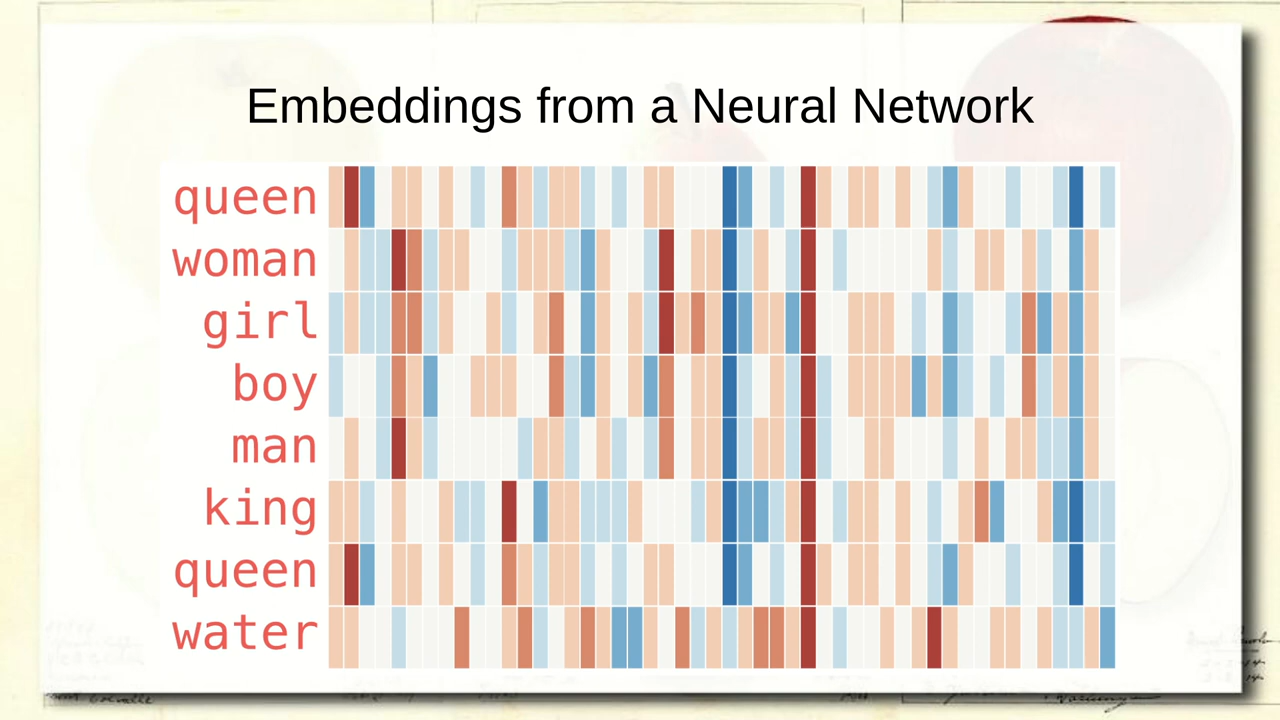 Embeddings from a Neural Network
queen
woman
girl
boy
man
king
queen
water